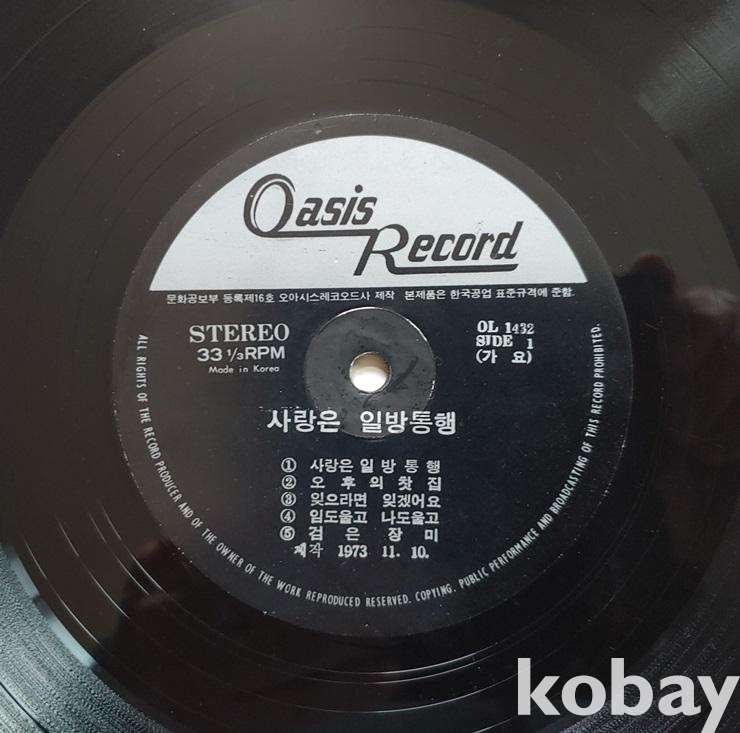 Oasis
Record
문화공보부 등록제16호 오아시스레코오드사 제작 본제품은 한국공업 표준규격에 준함.
STEREO
33 1/3 RPM
Made in Korea
OL 1432
SIDE 1
(가 요)
사랑은 일방통행
① 사랑은 일방통행
② 오후의 찻집
③ 잊으라면 잊겠어요
④ 임도울고 나도울고
⑤ 검은장미
제작 1973 11. 10.
ALL RIGHTS OF THE RECORD PRODUCER AND OF THE OWNER OF THE WORK REPRODUCED RESERVED. COPYING, PUBLIC PERFORMANCE AND BROADCASTING OF THIS RECORD PROHIBITED.
kobay